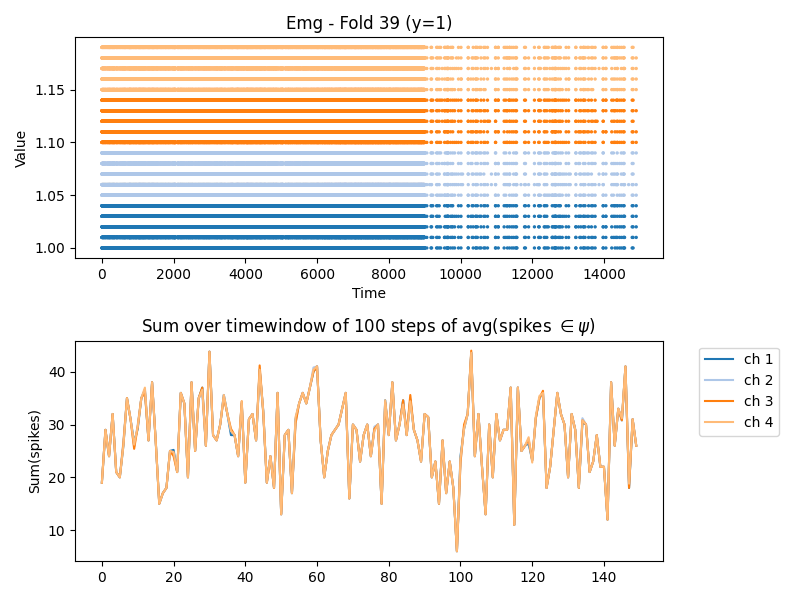 Emg - Fold 39 (y=1)
Value
1.15
1.10
1.05
1.00
0 2000 4000 6000 8000 10000 12000 14000
Time
Sum over timewindow of 100 steps of avg(spikes ∈ ψ)
Sum(spikes)
40
30
20
10
0 20 40 60 80 100 120 140
ch 1
ch 2
ch 3
ch 4